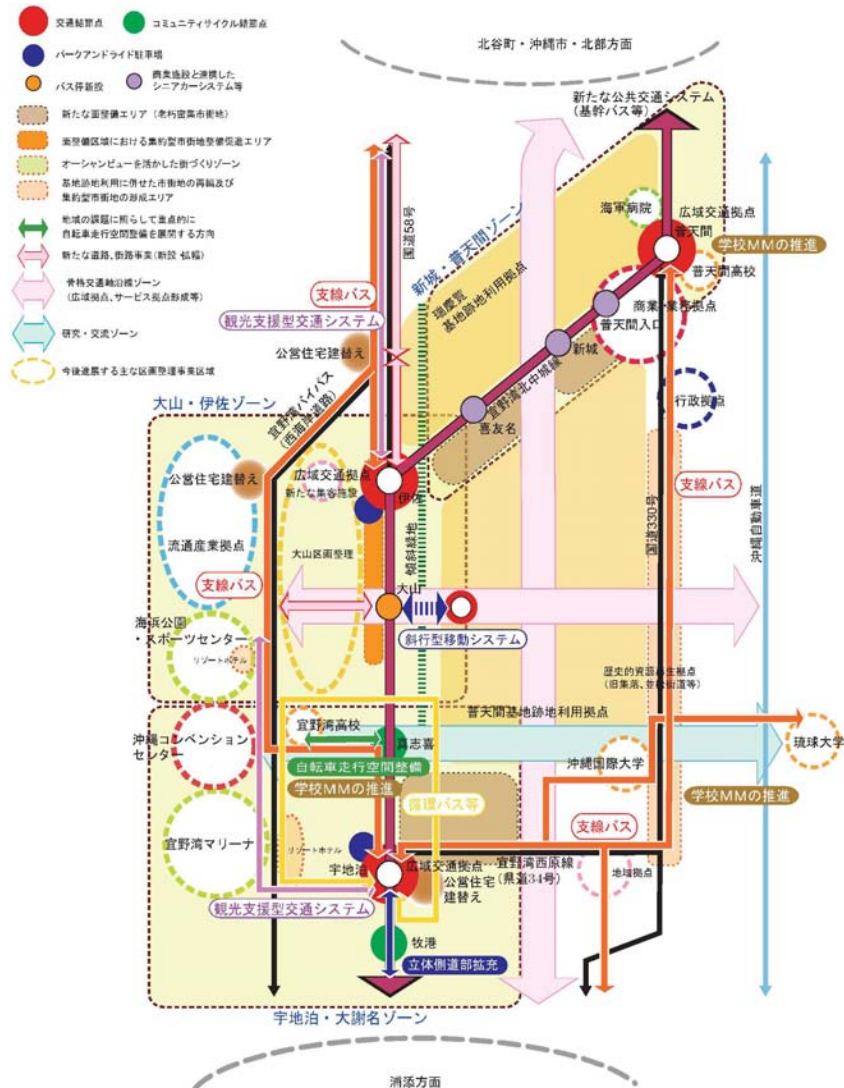 交通結節点
コミュニティサイクル結節点
パークアンドライド駐車場
バス停新設
商業施設と連携した
シニアカーシステム等
新たな面整備エリア（老朽密集市街地）
面整備区域における集約型市街地整備促進エリア
オーシャンビューを活かした街づくりゾーン
基地跡地利用に併せた市街地の再編及び
集約型市街地の形成エリア
地域の課題に照らして重点的に
自転車走行空間整備を展開する方向
新たな道路、街路事業（新設・拡幅）
骨格交通軸沿線ゾーン
（広域拠点、サービス拠点形成等）
研究・交流ゾーン
今後進展する主な区画整理事業区域
北谷町・沖縄市・北部方面
新たな公共交通システム
（基幹バス等）
国道58号
新城・普天間ゾーン
瑞慶覧
基地跡地利用拠点
海軍病院
広域交通拠点
普天間
学校MMの推進
普天間高校
商業・業務拠点
普天間入口
新城
宜野湾北中城線
喜友名
行政拠点
支線バス
観光支援型交通システム
公営住宅建替え
宜野湾バイパス
（西海岸道路）
大山・伊佐ゾーン
公営住宅建替え
流通産業拠点
広域交通拠点
新たな集客施設
伊佐
大山区画整理
傾斜緑地
国道330号
支線バス
沖縄自動車道
支線バス
大山
斜行型移動システム
海浜公園
・スポーツセンター
リゾートホテル
歴史的資源再生拠点
（旧集落、並松街道等）
普天間基地跡地利用拠点
沖縄コンベンション
センター
宜野湾高校
真志喜
自転車走行空間整備
学校MMの推進
循環バス等
沖縄国際大学
琉球大学
学校MMの推進
支線バス
宜野湾マリーナ
リゾートホテル
宇地泊
広域交通拠点
公営住宅
建替え
宜野湾西原線
（県道34号）
地域拠点
観光支援型交通システム
牧港
立体側道部拡充
宇地泊・大謝名ゾーン
浦添方面